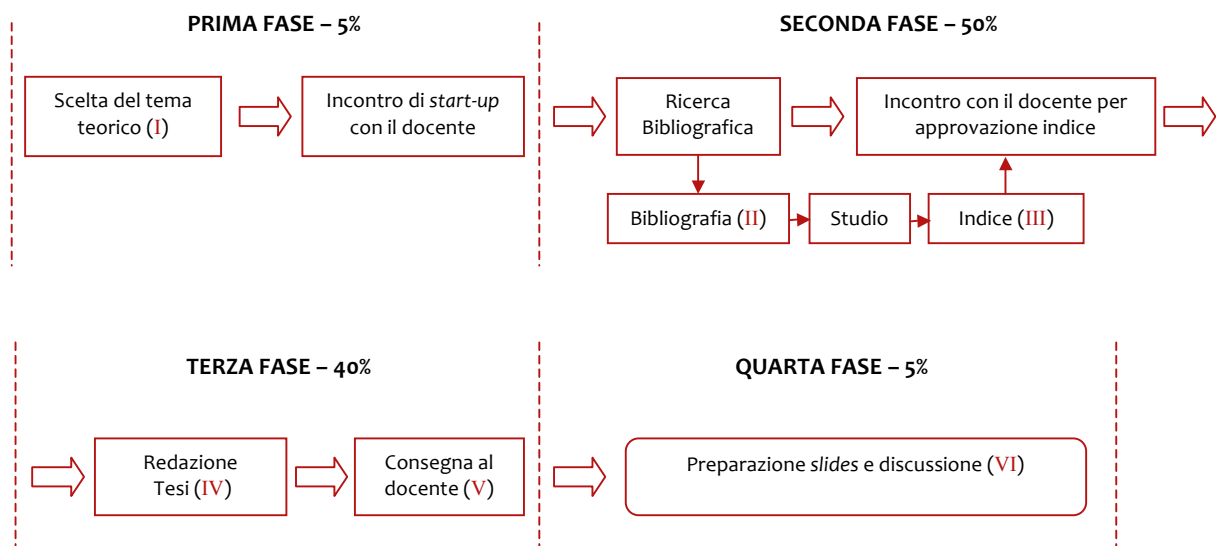 PRIMA FASE – 5%
SECONDA FASE – 50%
Scelta del tema
teorico (I)
Incontro di start-up
con il docente
Ricerca
Bibliografica
Incontro con il docente per
approvazione indice
Bibliografia (II)
Studio
Indice (III)
TERZA FASE – 40%
QUARTA FASE – 5%
Redazione
Tesi (IV)
Consegna al
docente (V)
Preparazione slides e discussione (VI)